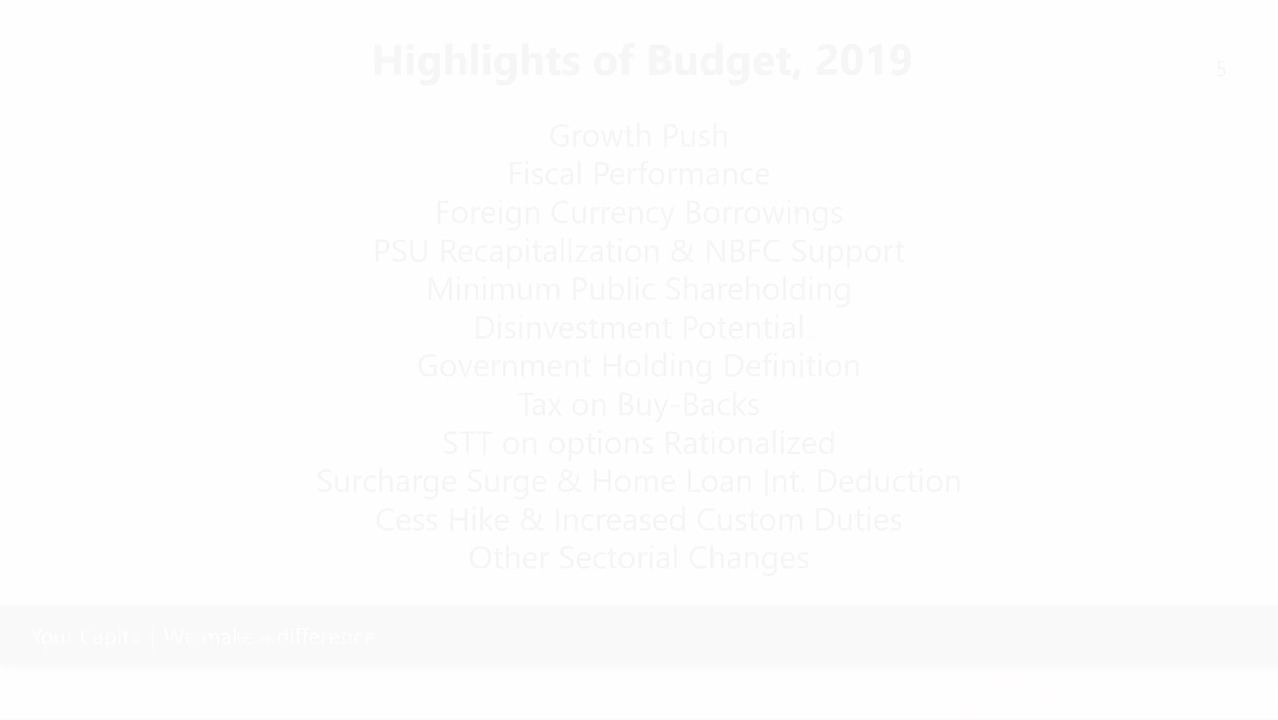 Highlights of Budget, 2019
5
Growth Push
Fiscal Performance
Foreign Currency Borrowings
PSU Recapitalization & NBFC Support
Minimum Public Shareholding
Disinvestment Potential
Government Holding Definition
Tax on Buy-Backs
STT on options Rationalized
Surcharge Surge & Home Loan Int. Deduction
Cess Hike & Increased Custom Duties
Other Sectorial Changes
Your Capita | We make difference